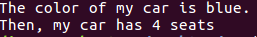 The color of my car is blue.
Then, my car has 4 seats